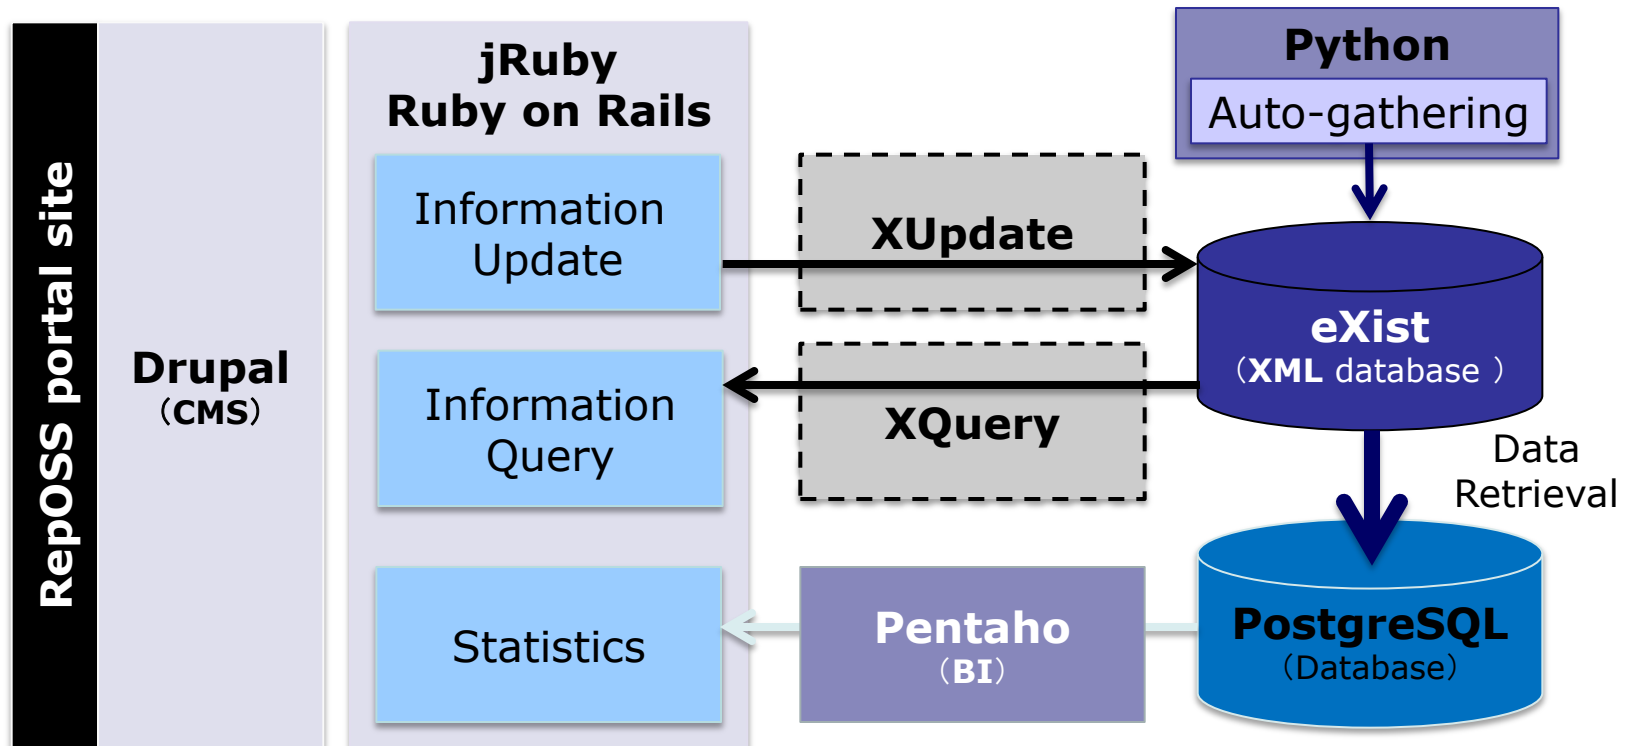 RepOSS portal site
Drupal
（CMS）
jRuby
Ruby on Rails
Information
Update
Information
Query
Statistics
XUpdate
XQuery
Pentaho
（BI）
Python
Auto-gathering
eXist
（XML database ）
Data
Retrieval
PostgreSQL
（Database）